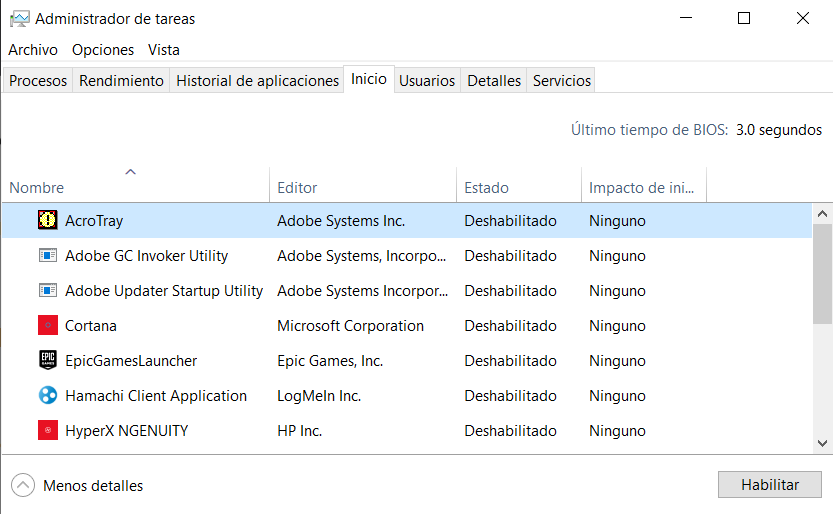 Administrador de tareas
Archivo Opciones Vista
Procesos Rendimiento Historial de aplicaciones Inicio Usuarios Detalles Servicios
Último tiempo de BIOS: 3.0 segundos
Nombre Editor Estado Impacto de ini...
AcroTray Adobe Systems Inc. Deshabilitado Ninguno
Adobe GC Invoker Utility Adobe Systems, Incorpo... Deshabilitado Ninguno
Adobe Updater Startup Utility Adobe Systems Incorpor... Deshabilitado Ninguno
Cortana Microsoft Corporation Deshabilitado Ninguno
EPIC GAMES EpicGamesLauncher Epic Games, Inc. Deshabilitado Ninguno
Hamachi Client Application LogMeIn Inc. Deshabilitado Ninguno
HyperX NGENUITY HP Inc. Deshabilitado Ninguno
Menos detalles Habilitar